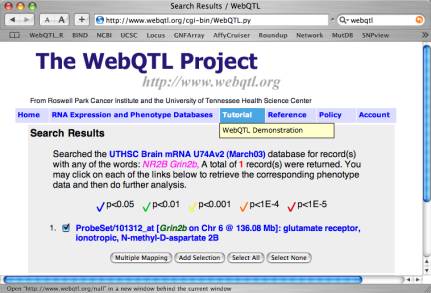 Search Results / WebQTL
A A
http://www.webqtl.org/cgi-bin/WebQTL.py
Q webqtl
WebQTL_R BIND NCBI UCSC Locus GNFArray AffyCruiser Roundup Network MutDB SNPview
The WebQTL Project
http://www.webqtl.org
From Roswell Park Cancer Institute and the University of Tennessee Health Science Center
Home RNA Expression and Phenotype Databases Tutorial Reference Policy Account
WebQTL Demonstration
Search Results
Searched the UTHSC Brain mRNA U74Av2 (March03) database for record(s)
with any of the words: NR2B Grin2b, A total of 1 record(s) were returned. You
may click on each of the links below to retrieve the corresponding phenotype
data and then do further analysis.
p<0.05 p<0.01 p<0.001 p<1E-4 p<1E-5
1. ProbeSet/101312_at [Grin2b on Chr 6 @ 136.08 Mb]: glutamate receptor,
ionotropic, N-methyl-D-aspartate 2B
Multiple Mapping Add Selection Select All Select None
Open "http://www.webqtl.org/null" in a new window behind the current window